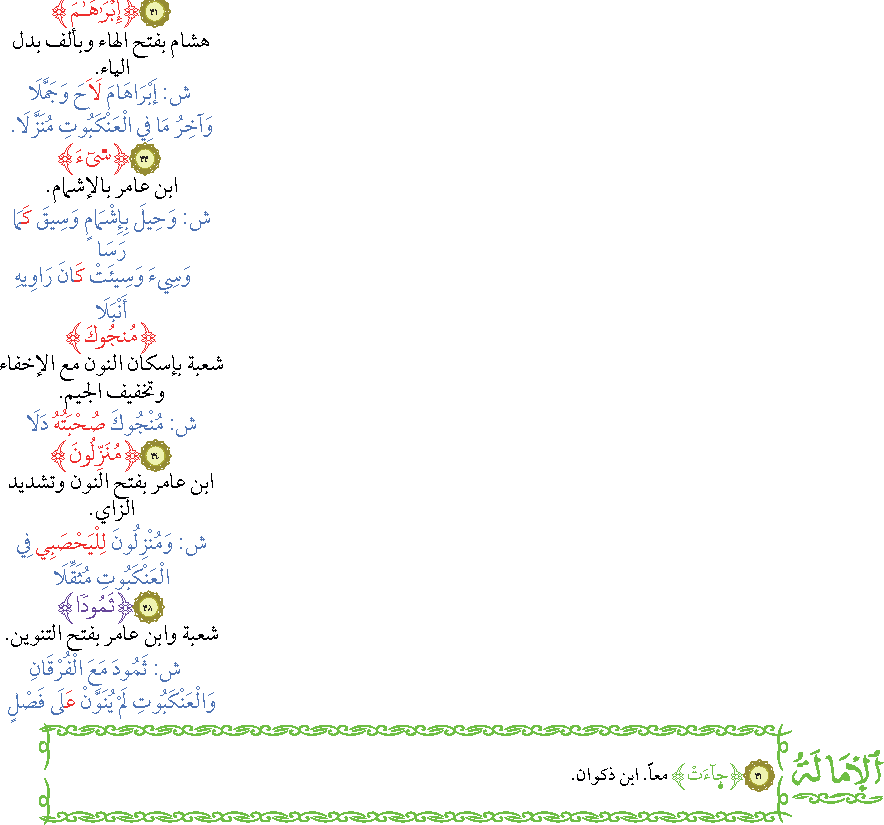 ٣١ ﴿إِبْرَٰهَـٰمَ﴾
هشام بفتح الهاء وبألف بدل
الياء.
ش: إِبْرَاهَامَ لَاحَ وَجَمَّلَا
وَآخِرُ مَا فِي الْعَنْكَبُوتِ مُنَزَّلَا.
٣٣ ﴿سِيٓءَ﴾
ابن عامر بالإشمام.
ش: وَحِيلَ بِإِشْمَامٍ وَسِيقَ كَمَا
رَسَا
وَسِيءَ وَسِيئَتْ كَانَ رَاوِيهِ
أَنْبَلَا
﴿مُنجُوكَ﴾
شعبة بإسكان النون مع الإخفاء
وتخفيف الجيم.
ش: مُنْجُوكَ صُحْبَتُهُ دَلَا
٣٤ ﴿مُنَزِّلُونَ﴾
ابن عامر بفتح النون وتشديد
الزاي.
ش: وَمُنْزِلُونَ لِلْيَحْصَبِي فِي
الْعَنْكَبُوتِ مُثَقَّلَا
٣٨ ﴿ثَمُودًا﴾
شعبة وابن عامر بفتح التنوين.
ش: ثَمُودَ مَعَ الْفُرْقَانِ
وَالْعَنْكَبُوتِ لَمْ يُنَوَّنْ عَلَى فَصْلٍ
ٱلْإِمَالَةُ
٣١ ﴿جَآءَتْ﴾ معاً. ابن ذكوان.